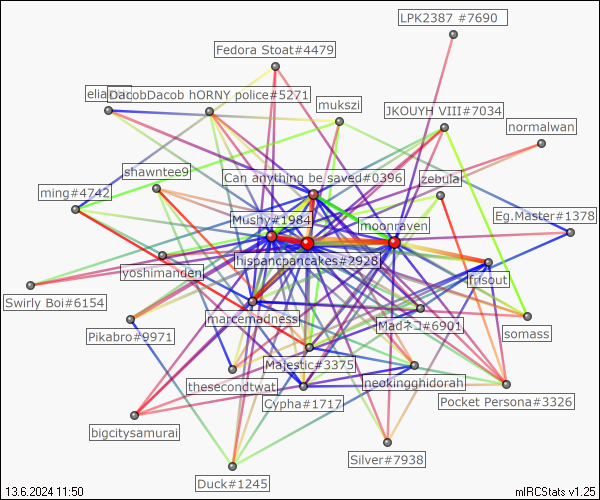 LPK2387 #7690
Fedora Stoat#4479
DacobDacob hORNY police#5271
mukszi
JKOUYH VIII#7034
normalwan
shawntee9
Can anything be saved#0396
zebula
ming#4742
Mushy#1984
moonraven
Eg.Master#1378
hispancpancakes#2928
yoshimanden
frisout
Swirly Boi#6154
marcemadness
Madネコ#6901
somass
Pikabro#9971
Majestic#3375
thesecondtwat
neokingghidorah
Cypha#1717
Pocket Persona#3326
bigcitysamurai
Silver#7938
Duck#1245
13.6.2024 11:50
mIRCStats v1.25